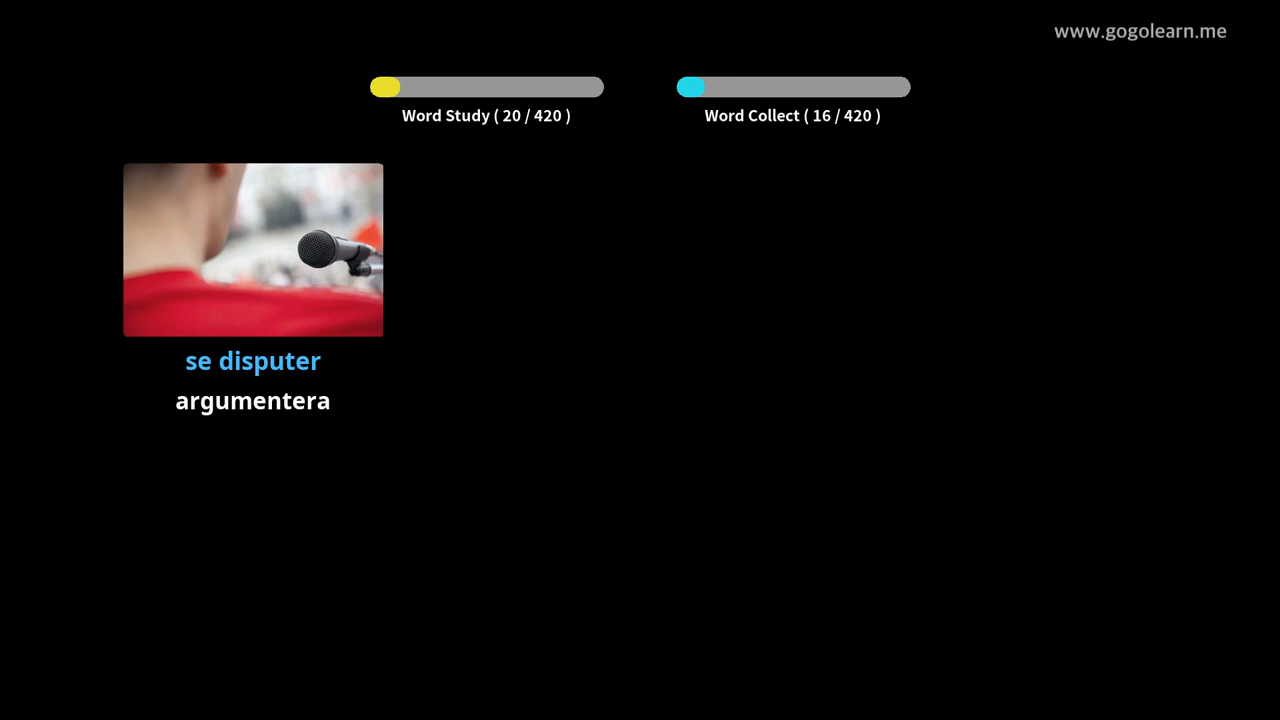 www.gogolearn.me
Word Study ( 20 / 420 )
Word Collect ( 16 / 420 )
se disputer
argumentera